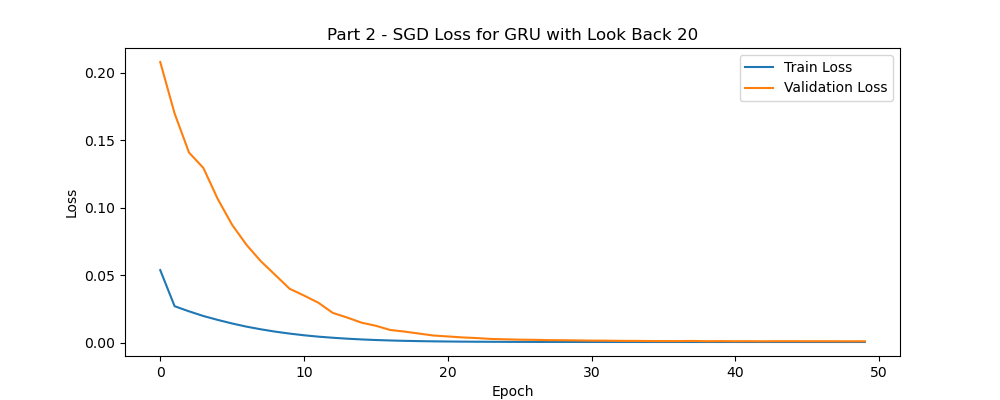 Part 2 - SGD Loss for GRU with Look Back 20
Train Loss
Validation Loss
0.20
0.15
0.10
0.05
0.00
Loss
0 10 20 30 40 50
Epoch